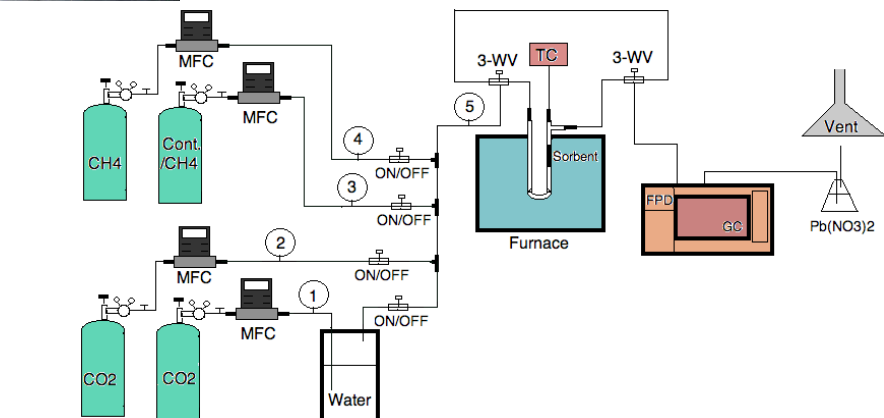 MFC
3-WV
TC
3-WV
MFC
5
Vent
CH4
Cont.
/CH4
4
ON/OFF
Sorbent
3
ON/OFF
FPD
GC
Pb(NO3)2
Furnace
2
MFC
ON/OFF
1
MFC
ON/OFF
CO2
CO2
Water